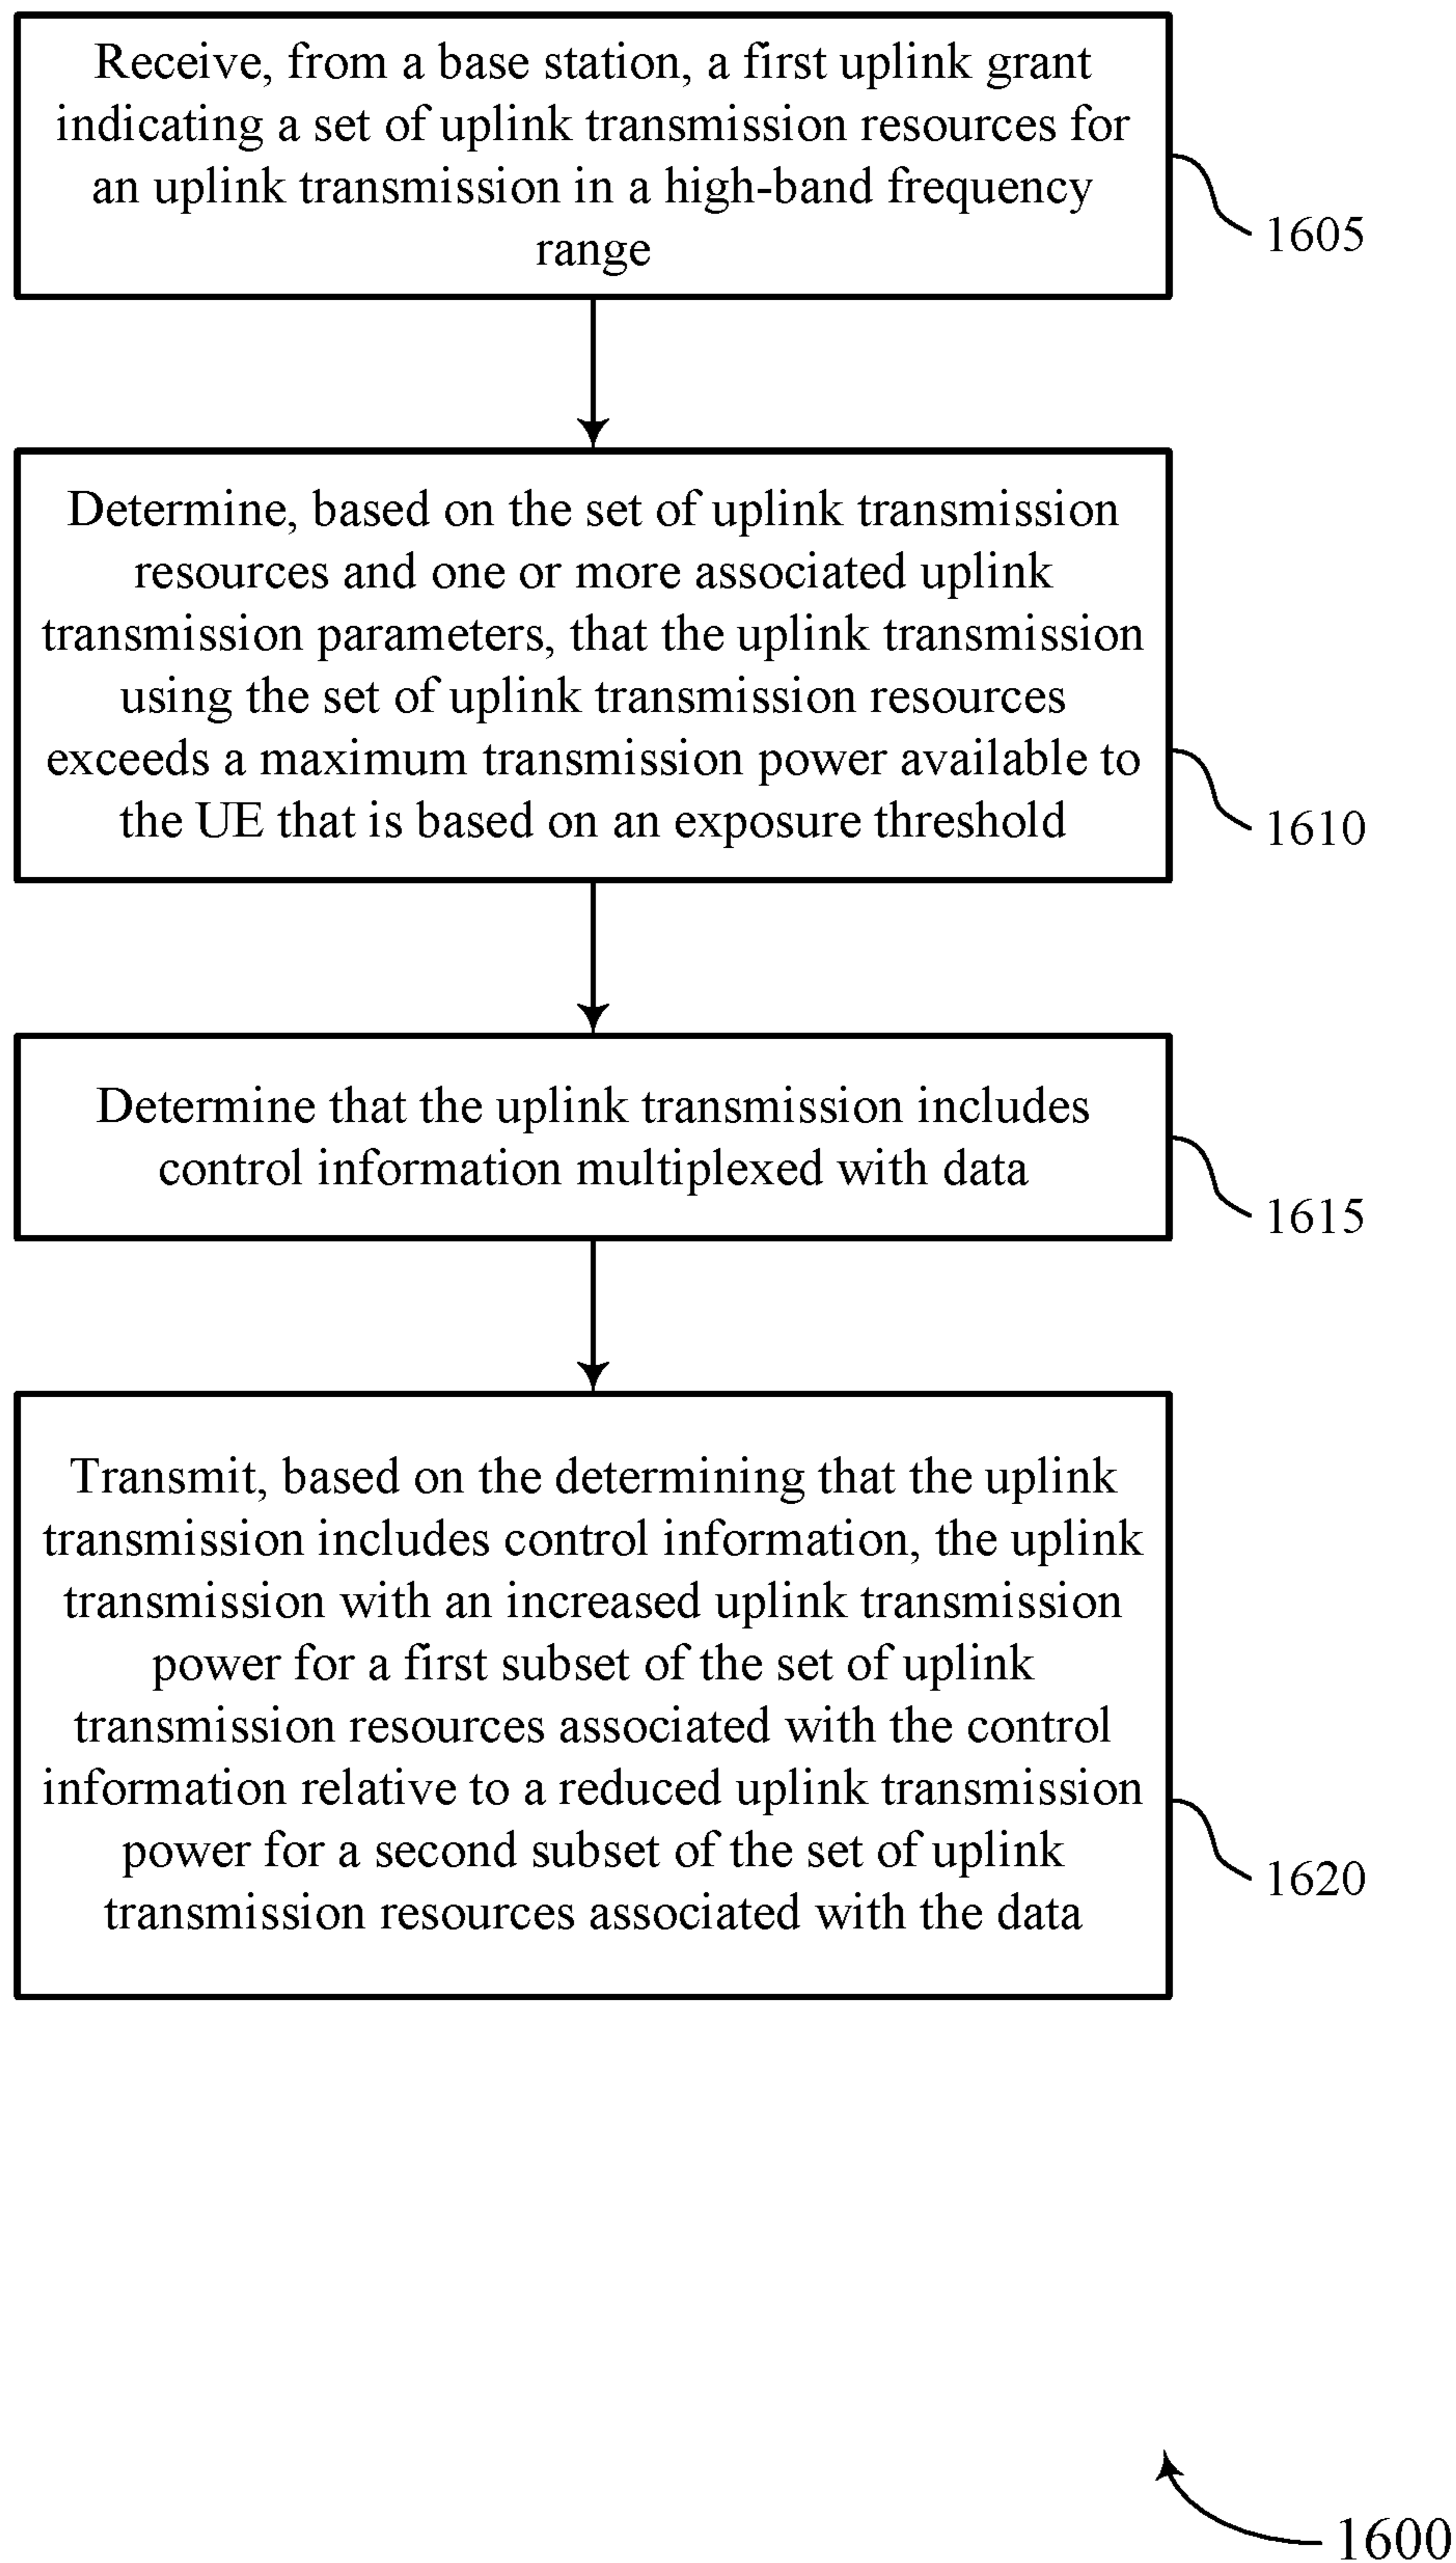 Receive, from a base station, a first uplink grant
indicating a set of uplink transmission resources for
an uplink transmission in a high-band frequency
range
1605
Determine, based on the set of uplink transmission
resources and one or more associated uplink
transmission parameters, that the uplink transmission
using the set of uplink transmission resources
exceeds a maximum transmission power available to
the UE that is based on an exposure threshold
1610
Determine that the uplink transmission includes
control information multiplexed with data
1615
Transmit, based on the determining that the uplink
transmission includes control information, the uplink
transmission with an increased uplink transmission
power for a first subset of the set of uplink
transmission resources associated with the control
information relative to a reduced uplink transmission
power for a second subset of the set of uplink
transmission resources associated with the data
1620
1600